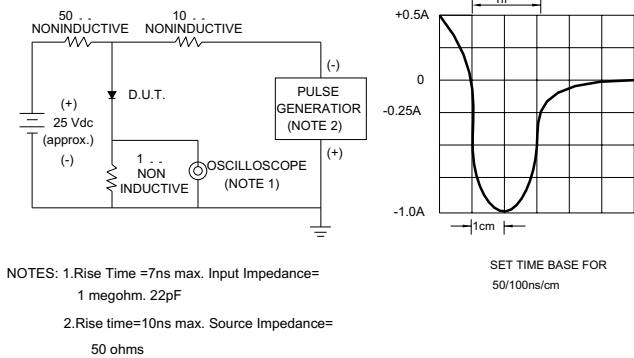 50 . . 10 . .
NONINDUCTIVE NONINDUCTIVE
(+)
25 Vdc
(approx.)
(-)
D.U.T.
1 . .
NON
INDUCTIVE
OSCILLOSCOPE
(NOTE 1)
(-)
PULSE
GENERATIOR
(NOTE 2)
(+)
NOTES: 1.Rise Time =7ns max. Input Impedance=
1 megohm. 22pF
2.Rise time=10ns max. Source Impedance=
50 ohms
+0.5A
0
-0.25A
-1.0A
1cm
SET TIME BASE FOR
50/100ns/cm